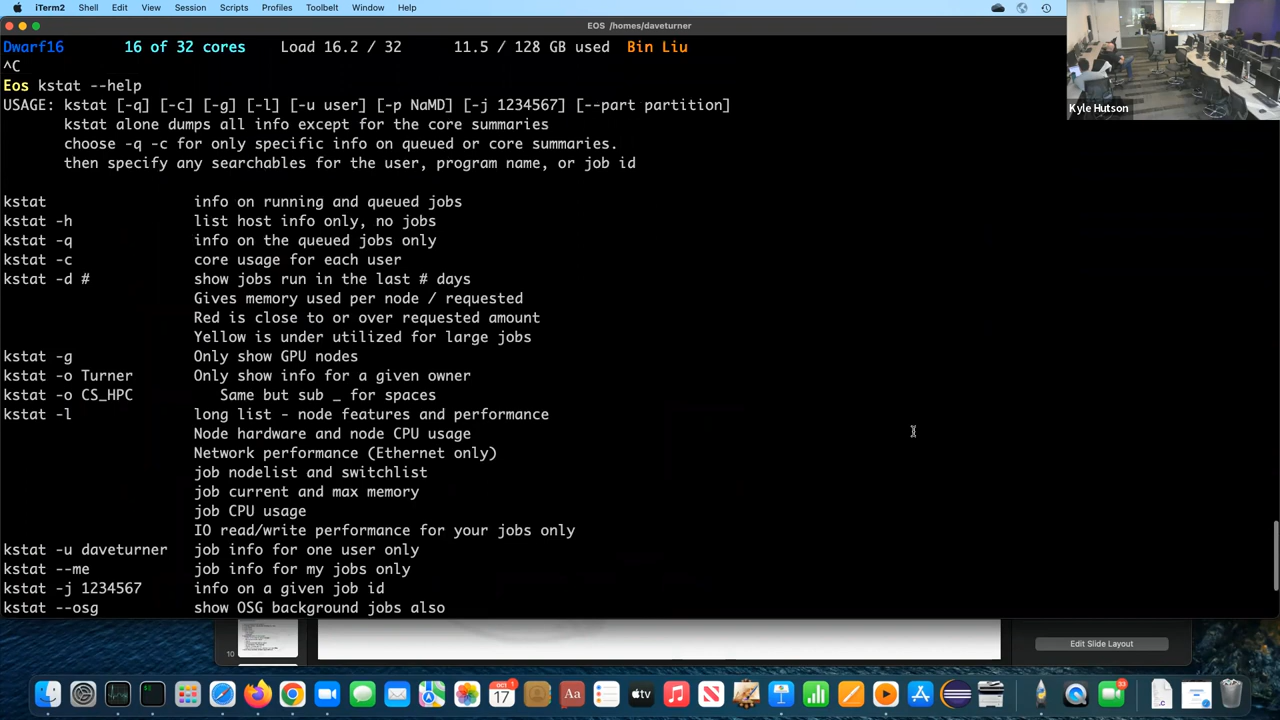 iTerm2 Shell Edit View Session Scripts Profiles Toolbelt Window Help
EOS /homes/daveturner
Dwarf16 16 of 32 cores Load 16.2 / 32 11.5 / 128 GB used Bin Liu
^C
Eos kstat --help
USAGE: kstat [-q] [-c] [-g] [-l] [-u user] [-p NaMD] [-j 1234567] [--part partition]
kstat alone dumps all info except for the core summaries
choose -q -c for only specific info on queued or core summaries.
then specify any searchables for the user, program name, or job id
kstat info on running and queued jobs
kstat -h list host info only, no jobs
kstat -q info on the queued jobs only
kstat -c core usage for each user
kstat -d # show jobs run in the last # days
Gives memory used per node / requested
Red is close to or over requested amount
Yellow is under utilized for large jobs
kstat -g Only show GPU nodes
kstat -o Turner Only show info for a given owner
kstat -o CS_HPC Same but sub _ for spaces
kstat -l long list - node features and performance
Node hardware and node CPU usage
Network performance (Ethernet only)
job nodelist and switchlist
job current and max memory
job CPU usage
IO read/write performance for your jobs only
kstat -u daveturner job info for one user only
kstat --me job info for my jobs only
kstat -j 1234567 info on a given job id
kstat --osg show OSG background jobs also
Kyle Hutson
10
Edit Slide Layout
OCT
17
Aa
tv
33
.C